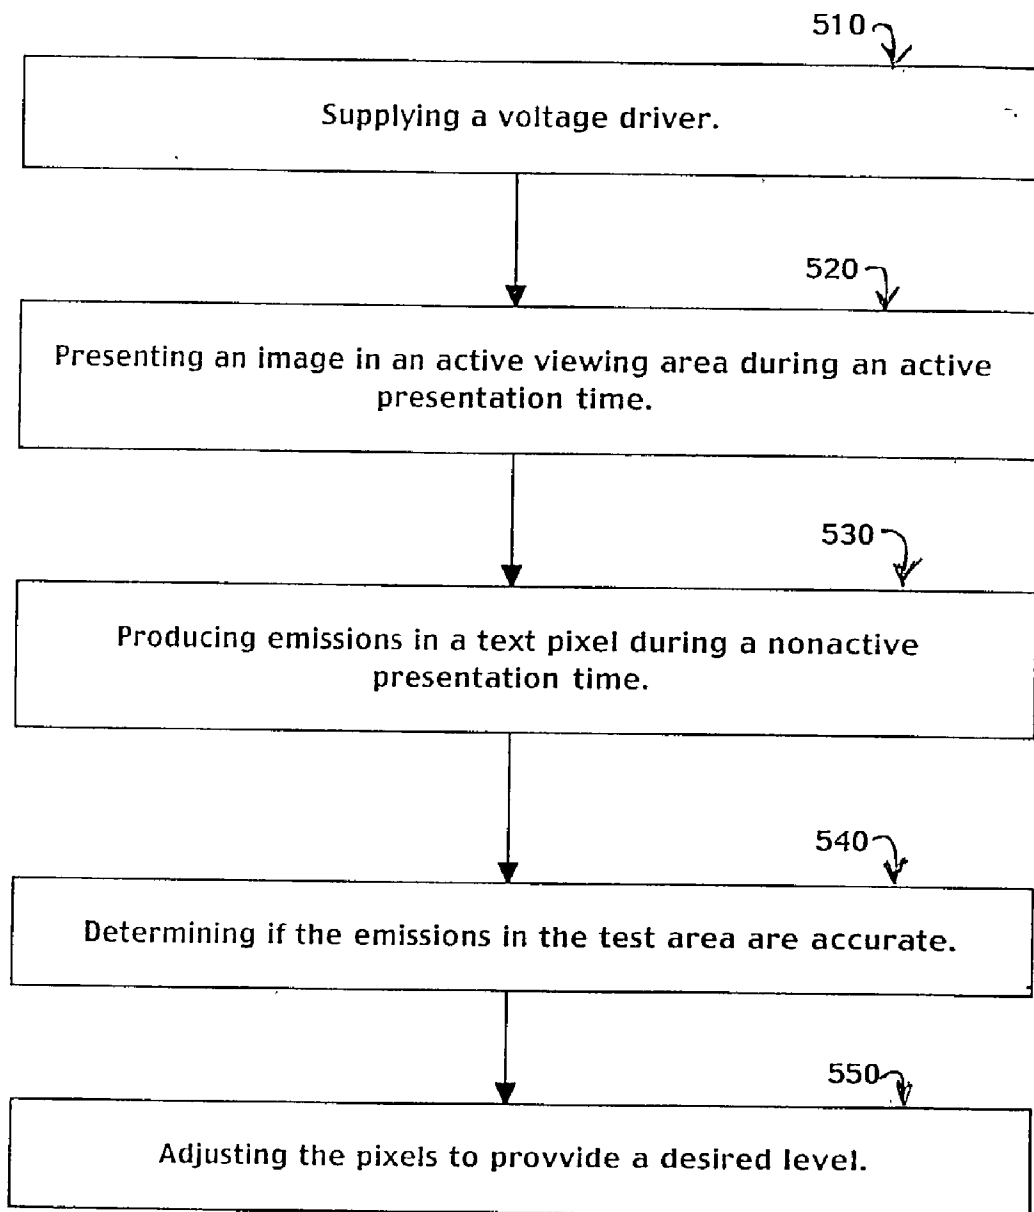 510
Supplying a voltage driver.
520
Presenting an image in an active viewing area during an active
presentation time.
530
Producing emissions in a text pixel during a nonactive
presentation time.
540
Determining if the emissions in the test area are accurate.
550
Adjusting the pixels to provvide a desired level.